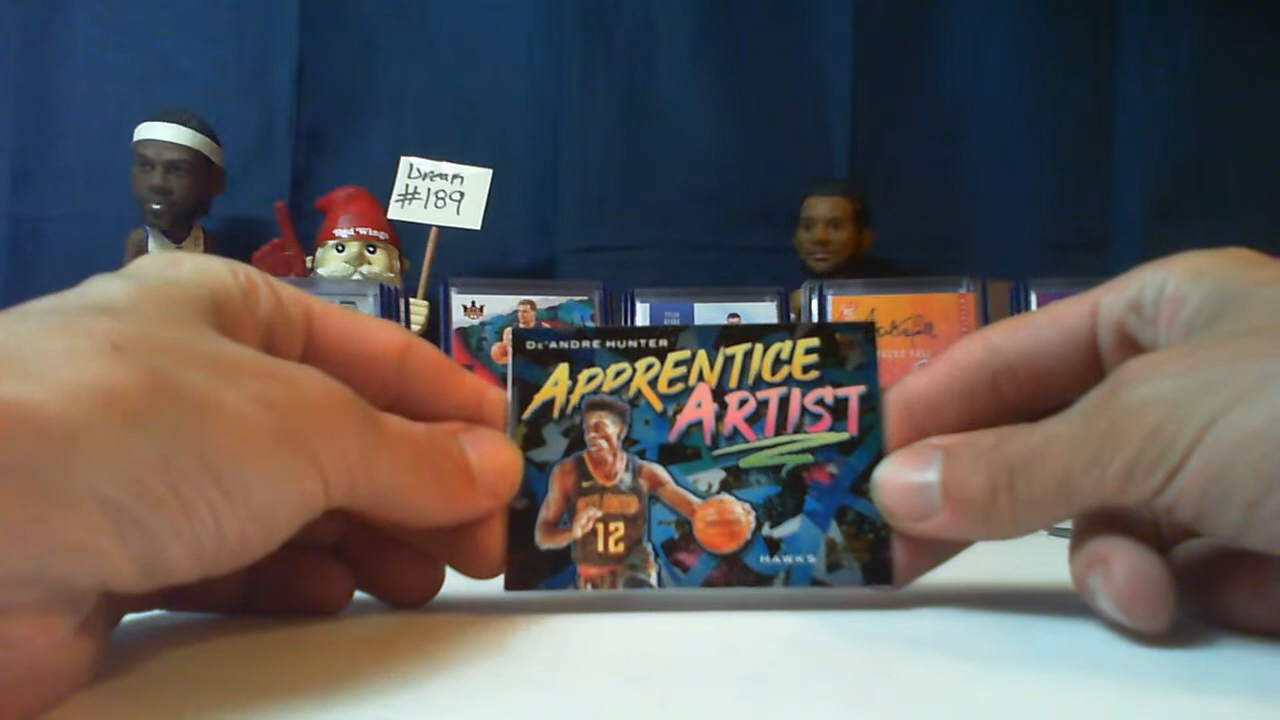 Dream
#189
Red Wings
De'ANDRE HUNTER
APPRENTICE
ARTIST
12
HAWKS